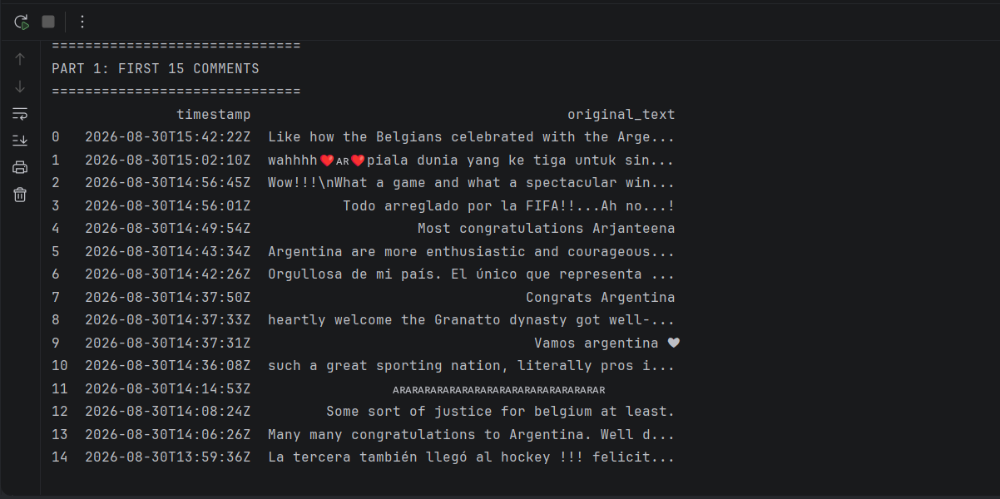 ==============================
PART 1: FIRST 15 COMMENTS
==============================
timestamp original_text
0 2026-08-30T15:42:22Z Like how the Belgians celebrated with the Arge...
1 2026-08-30T15:02:10Z wahhhh❤️🇦🇷❤️piala dunia yang ke tiga untuk sin...
2 2026-08-30T14:56:45Z Wow!!!\nWhat a game and what a spectacular win...
3 2026-08-30T14:56:01Z Todo arreglado por la FIFA!!...Ah no...!
4 2026-08-30T14:49:54Z Most congratulations Arjanteena
5 2026-08-30T14:43:34Z Argentina are more enthusiastic and courageous...
6 2026-08-30T14:42:26Z Orgullosa de mi país. El único que representa ...
7 2026-08-30T14:37:50Z Congrats Argentina
8 2026-08-30T14:37:33Z heartly welcome the Granatto dynasty got well-...
9 2026-08-30T14:37:31Z Vamos argentina 🤍
10 2026-08-30T14:36:08Z such a great sporting nation, literally pros i...
11 2026-08-30T14:14:53Z 🇦🇷🇦🇷🇦🇷🇦🇷🇦🇷🇦🇷🇦🇷🇦🇷🇦🇷🇦🇷🇦🇷🇦🇷🇦🇷🇦🇷🇦🇷🇦🇷🇦🇷
12 2026-08-30T14:08:24Z Some sort of justice for belgium at least.
13 2026-08-30T14:06:26Z Many many congratulations to Argentina. Well d...
14 2026-08-30T13:59:36Z La tercera también llegó al hockey !!! felicit...